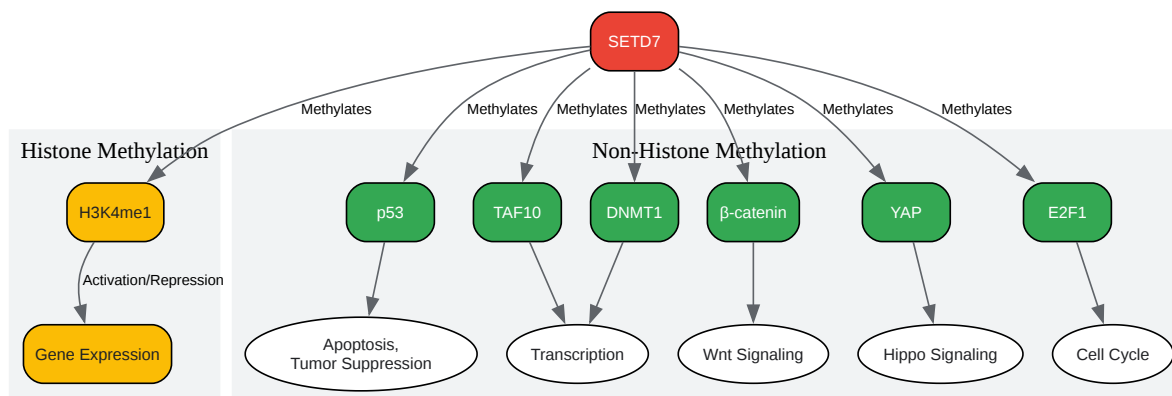 SETD7
Methylates
Methylates
Methylates
Methylates
Methylates
Methylates
Methylates
Histone Methylation
Non-Histone Methylation
H3K4me1
p53
TAF10
DNMT1
β-catenin
YAP
E2F1
Activation/Repression
Gene Expression
Apoptosis,
Tumor Suppression
Transcription
Wnt Signaling
Hippo Signaling
Cell Cycle